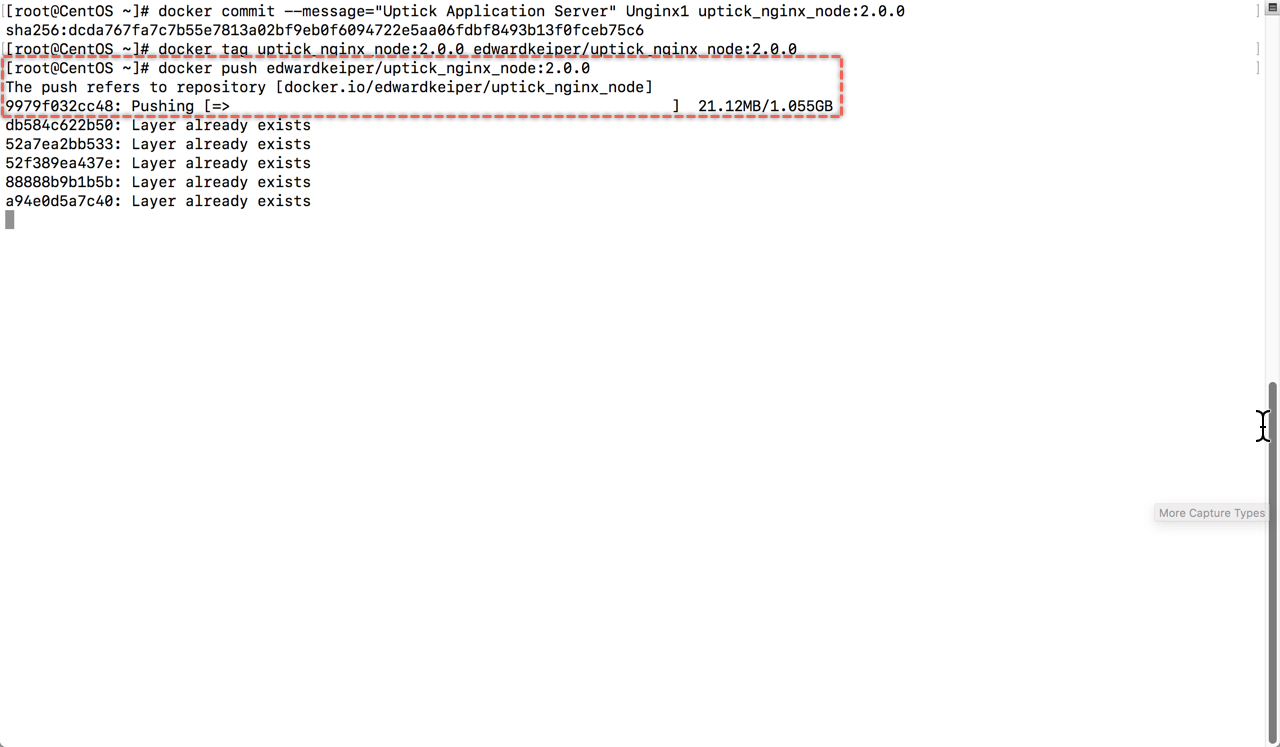 [root@CentOS ~]# docker commit --message="Uptick Application Server" Unginx1 uptick_nginx_node:2.0.0
sha256:dcda767fa7c7b55e7813a02bf9eb0f6094722e5aa06fdbf8493b13f0fceb75c6
[root@CentOS ~]# docker tag uptick_nginx_node:2.0.0 edwardkeiper/uptick_nginx_node:2.0.0
[root@CentOS ~]# docker push edwardkeiper/uptick_nginx_node:2.0.0
The push refers to repository [docker.io/edwardkeiper/uptick_nginx_node]
9979f032cc48: Pushing [=>                                                 ]  21.12MB/1.055GB
db584c622b50: Layer already exists
52a7ea2bb533: Layer already exists
52f389ea437e: Layer already exists
88888b9b1b5b: Layer already exists
a94e0d5a7c40: Layer already exists
More Capture Types